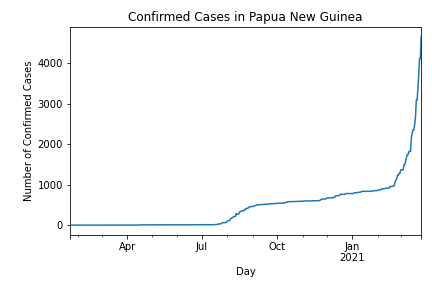 Confirmed Cases in Papua New Guinea
Number of Confirmed Cases
4000
3000
2000
1000
0
Apr
Jul
Oct
Jan
2021
Day